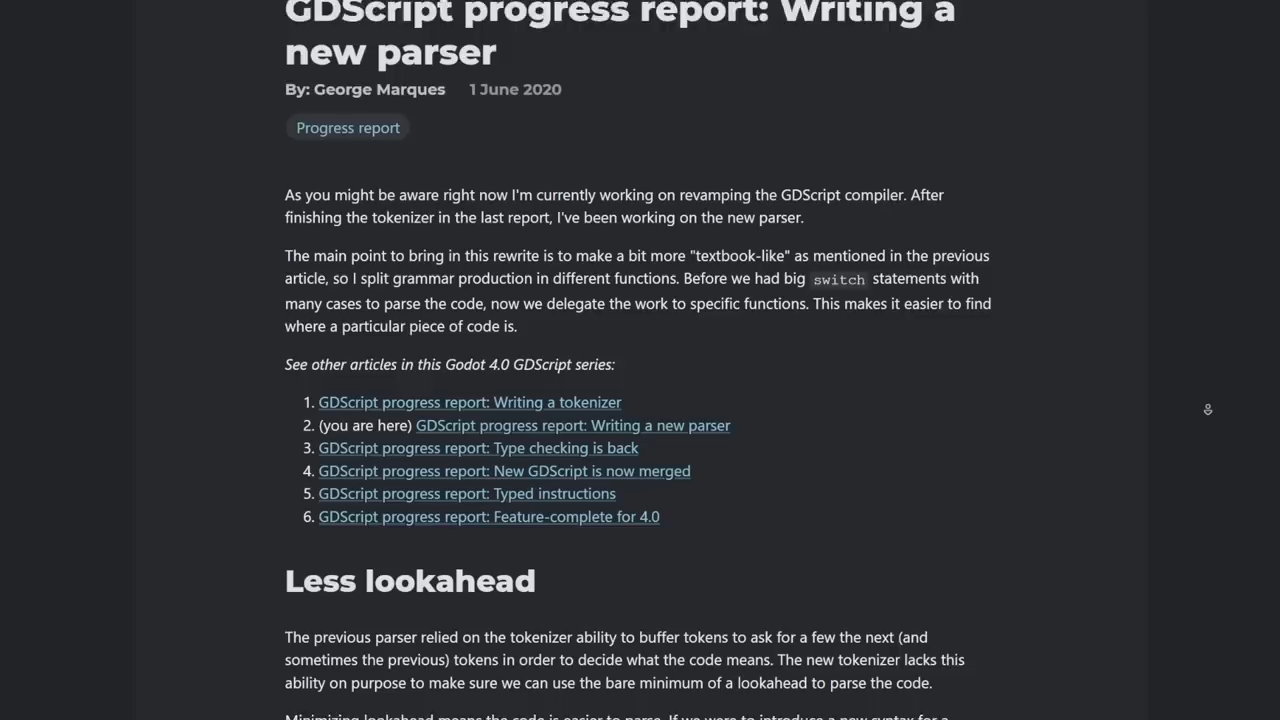 GDScript progress report: Writing a
new parser
By: George Marques 1 June 2020
Progress report
As you might be aware right now I'm currently working on revamping the GDScript compiler. After
finishing the tokenizer in the last report, I've been working on the new parser.
The main point to bring in this rewrite is to make a bit more "textbook-like" as mentioned in the previous
article, so I split grammar production in different functions. Before we had big switch statements with
many cases to parse the code, now we delegate the work to specific functions. This makes it easier to find
where a particular piece of code is.
See other articles in this Godot 4.0 GDScript series:
1. GDScript progress report: Writing a tokenizer
2. (you are here) GDScript progress report: Writing a new parser
3. GDScript progress report: Type checking is back
4. GDScript progress report: New GDScript is now merged
5. GDScript progress report: Typed instructions
6. GDScript progress report: Feature-complete for 4.0
Less lookahead
The previous parser relied on the tokenizer ability to buffer tokens to ask for a few the next (and
sometimes the previous) tokens in order to decide what the code means. The new tokenizer lacks this
ability on purpose to make sure we can use the bare minimum of a lookahead to parse the code.
Minimizing lookahead means the code is easier to parse. If we were to introduce a new syntax for a